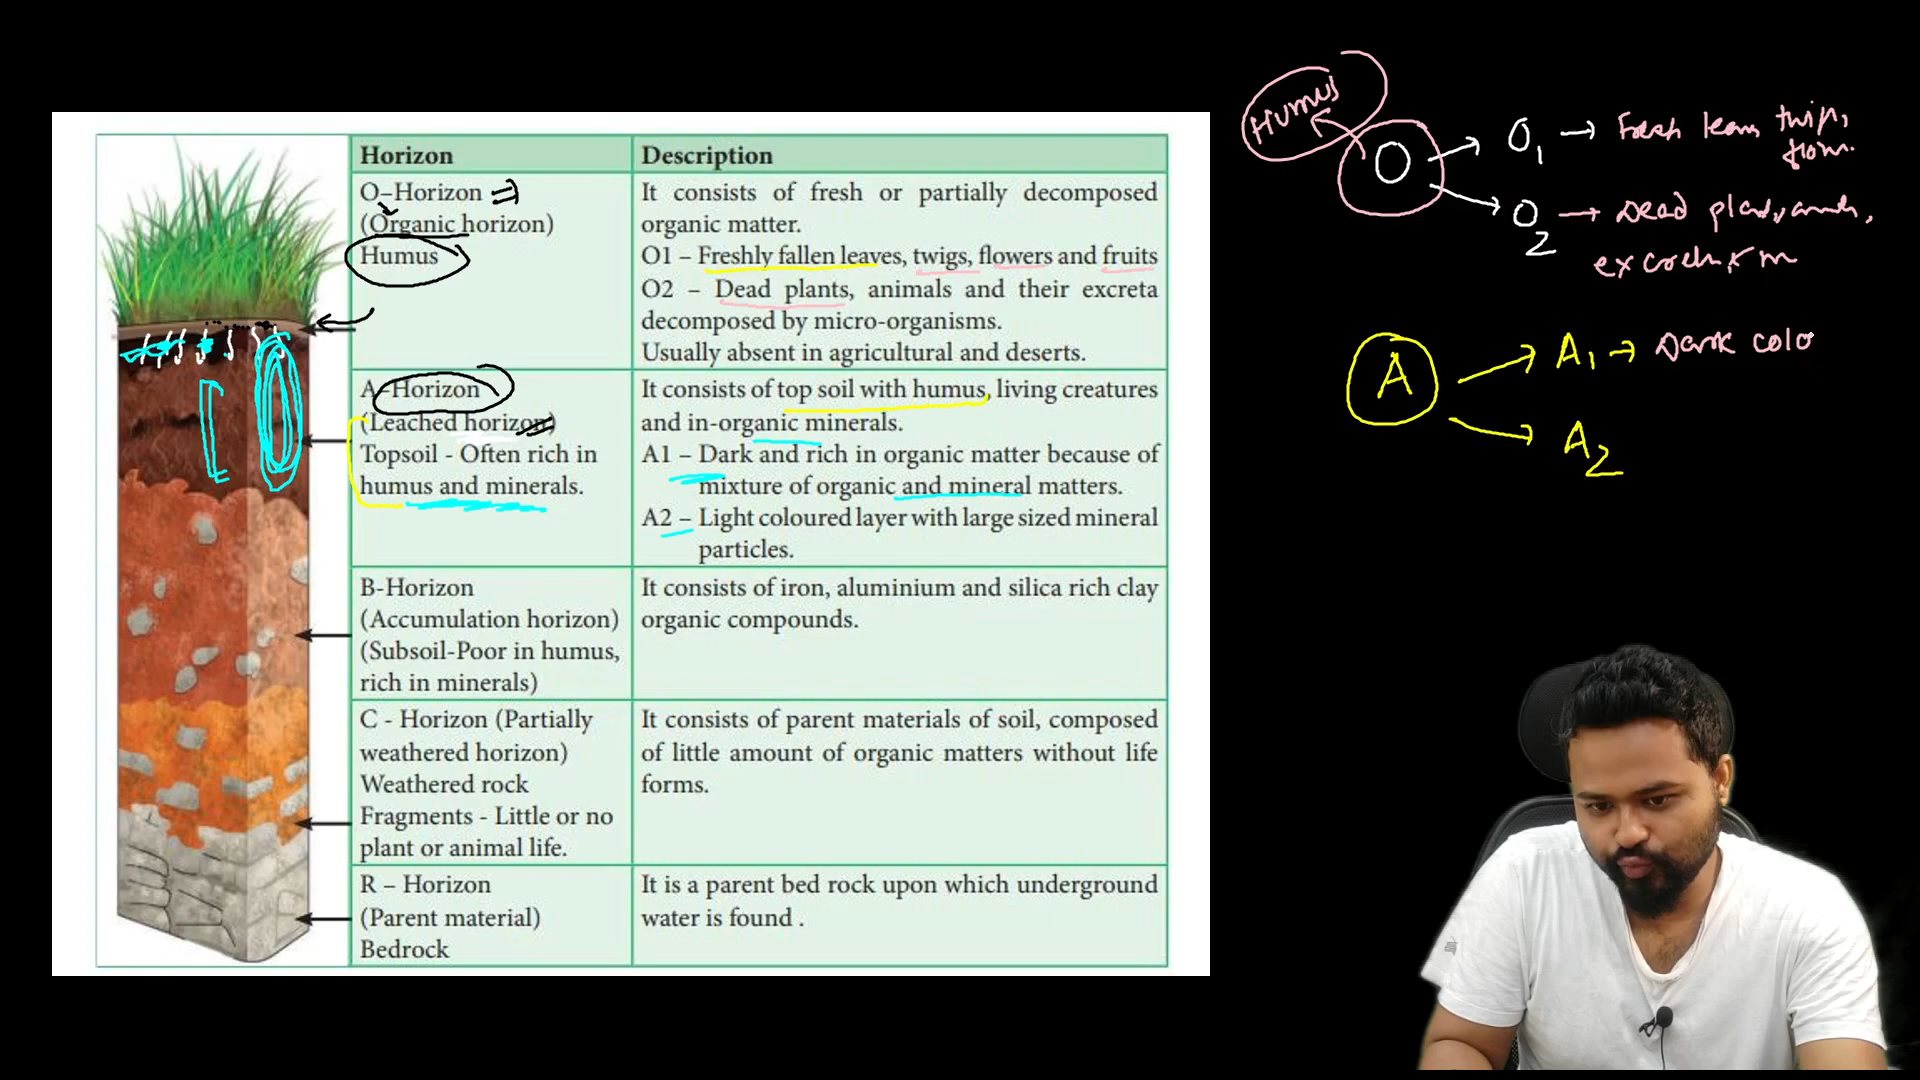 Horizon
Description
O–Horizon
(Organic horizon)
Humus
It consists of fresh or partially decomposed
organic matter.
O1 – Freshly fallen leaves, twigs, flowers and fruits
O2 – Dead plants, animals and their excreta
decomposed by micro-organisms.
Usually absent in agricultural and deserts.
A-Horizon
(Leached horizon)
Topsoil - Often rich in
humus and minerals.
It consists of top soil with humus, living creatures
and in-organic minerals.
A1 – Dark and rich in organic matter because of
mixture of organic and mineral matters.
A2 – Light coloured layer with large sized mineral
particles.
B-Horizon
(Accumulation horizon)
(Subsoil-Poor in humus,
rich in minerals)
It consists of iron, aluminium and silica rich clay
organic compounds.
C - Horizon (Partially
weathered horizon)
Weathered rock
Fragments - Little or no
plant or animal life.
It consists of parent materials of soil, composed
of little amount of organic matters without life
forms.
R – Horizon
(Parent material)
Bedrock
It is a parent bed rock upon which underground
water is found .
Humus
O
O1 → Fresh
O2 → Dead
A
A1 → Dark colo
A2